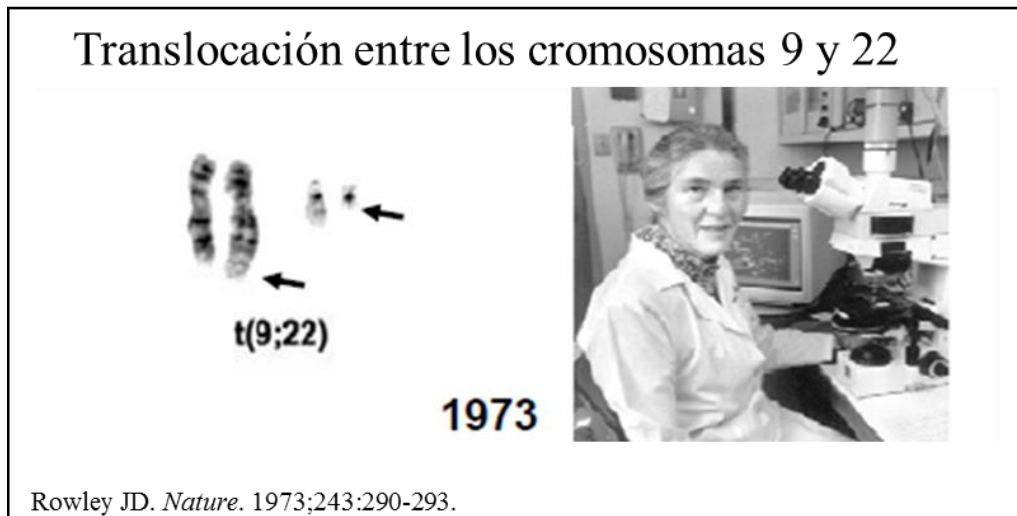 Translocación entre los cromosomas 9 y 22
t(9;22)
1973
Rowley JD. Nature. 1973;243:290-293.